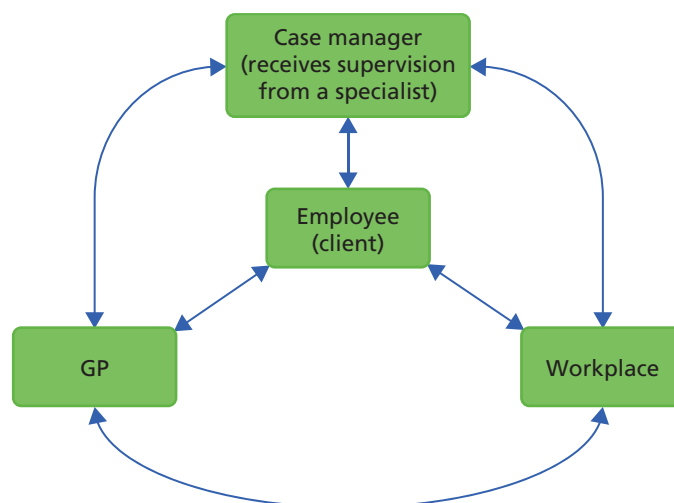 Case manager
(receives supervision
from a specialist)
Employee
(client)
GP
Workplace